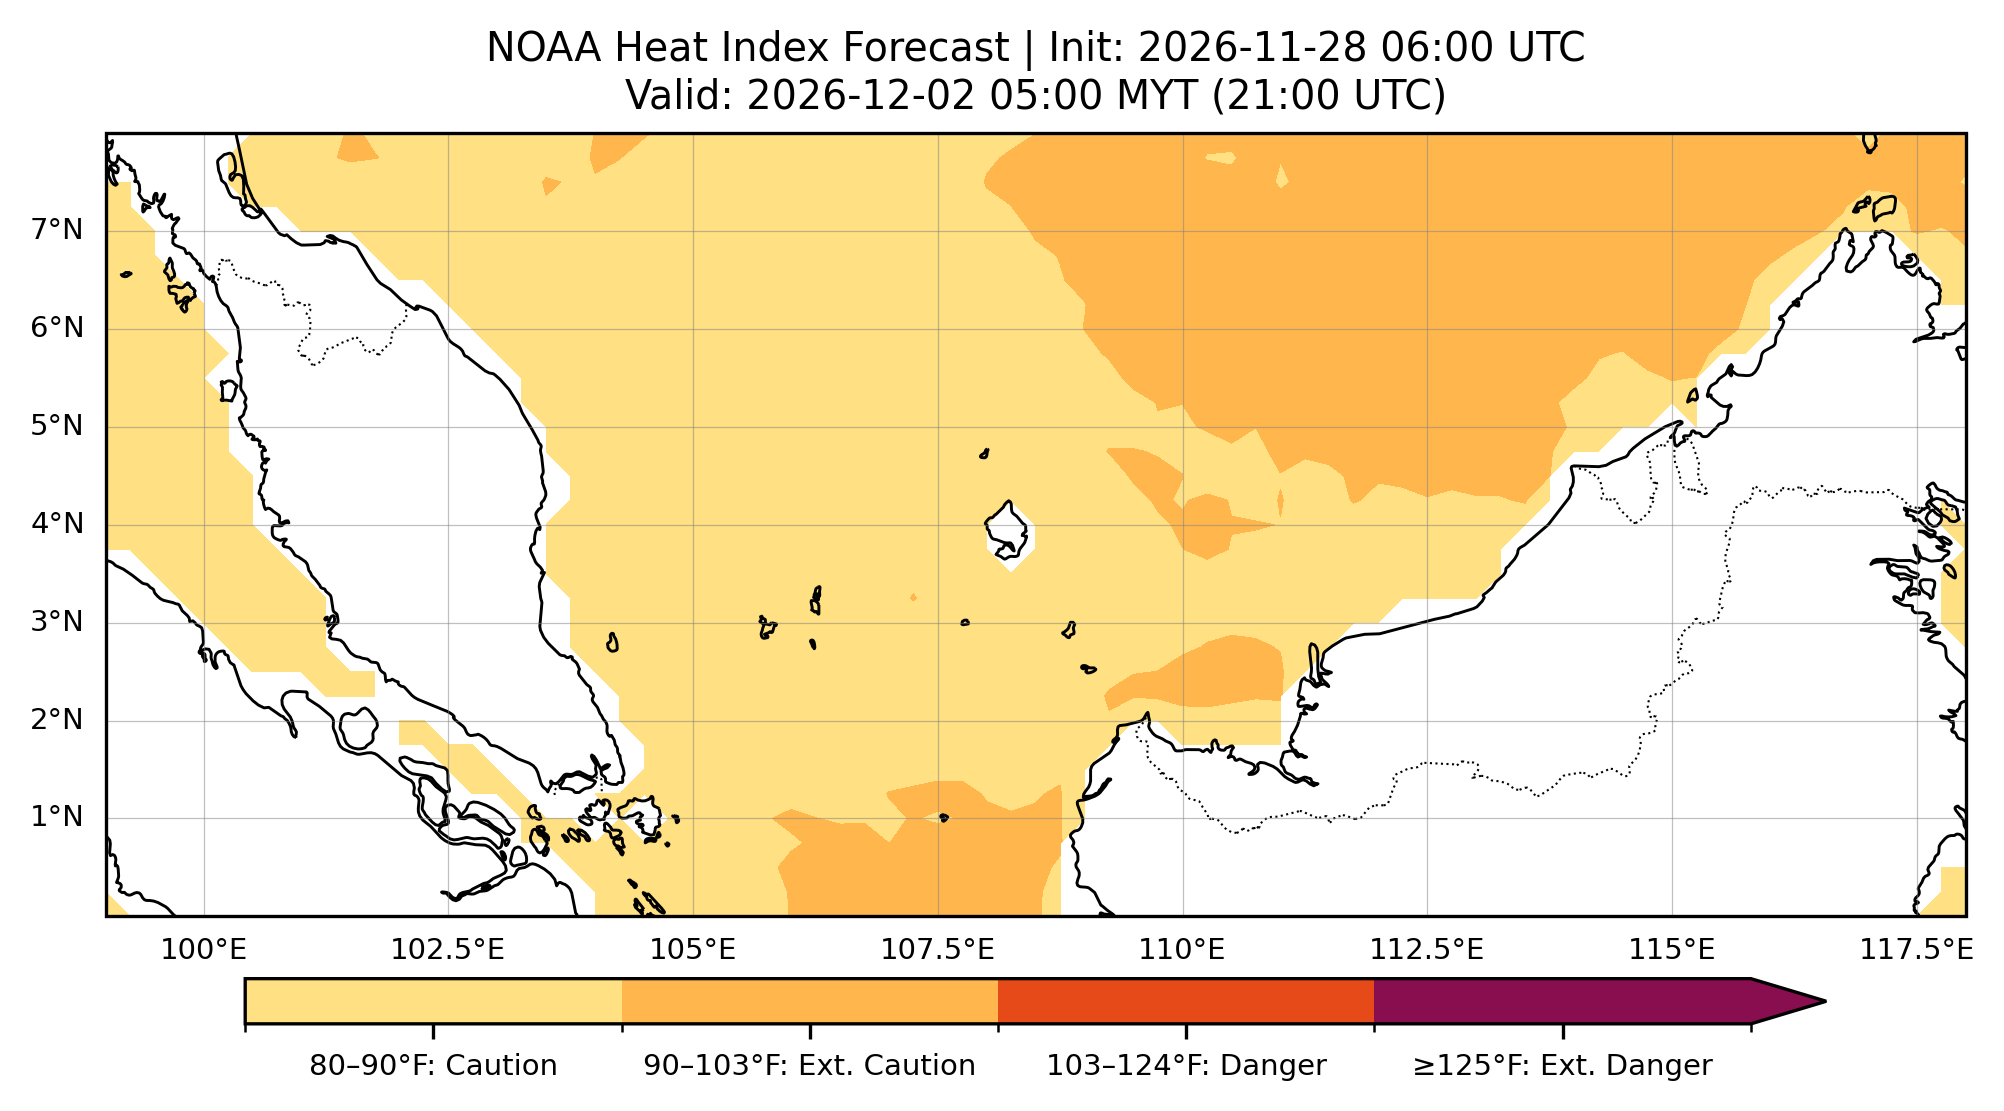 NOAA Heat Index Forecast | Init: 2026-11-28 06:00 UTC
Valid: 2026-12-02 05:00 MYT (21:00 UTC)
7°N
6°N
5°N
4°N
3°N
2°N
1°N
100°E 102.5°E 105°E 107.5°E 110°E 112.5°E 115°E 117.5°E
80–90°F: Caution 90–103°F: Ext. Caution 103–124°F: Danger ≥125°F: Ext. Danger